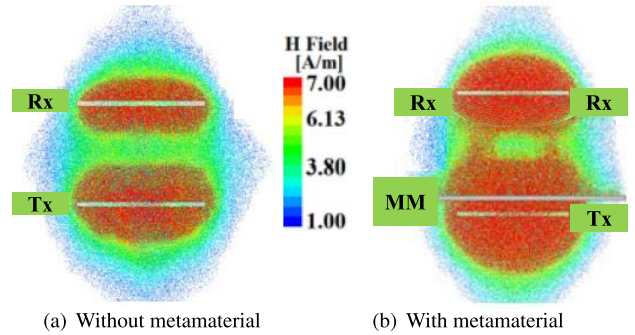 Rx
Tx
H Field
[A/m]
7.00
6.13
3.80
1.00
Rx
Rx
MM
Tx
(a) Without metamaterial
(b) With metamaterial